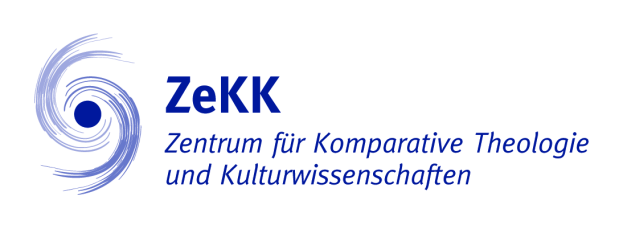 ZeKK
Zentrum für Komparative Theologie
und Kulturwissenschaften